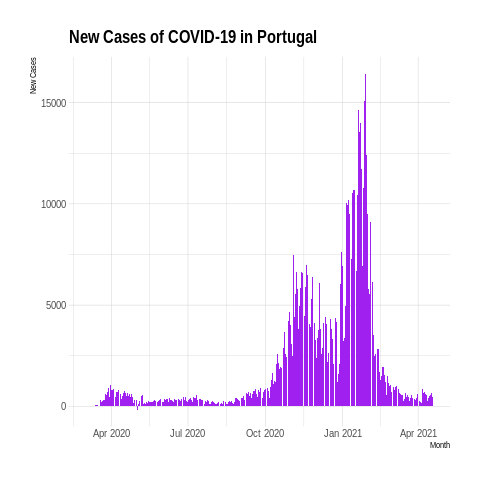 New Cases of COVID-19 in Portugal
New Cases
15000
10000
5000
0
Apr 2020 Jul 2020 Oct 2020 Jan 2021 Apr 2021
Month